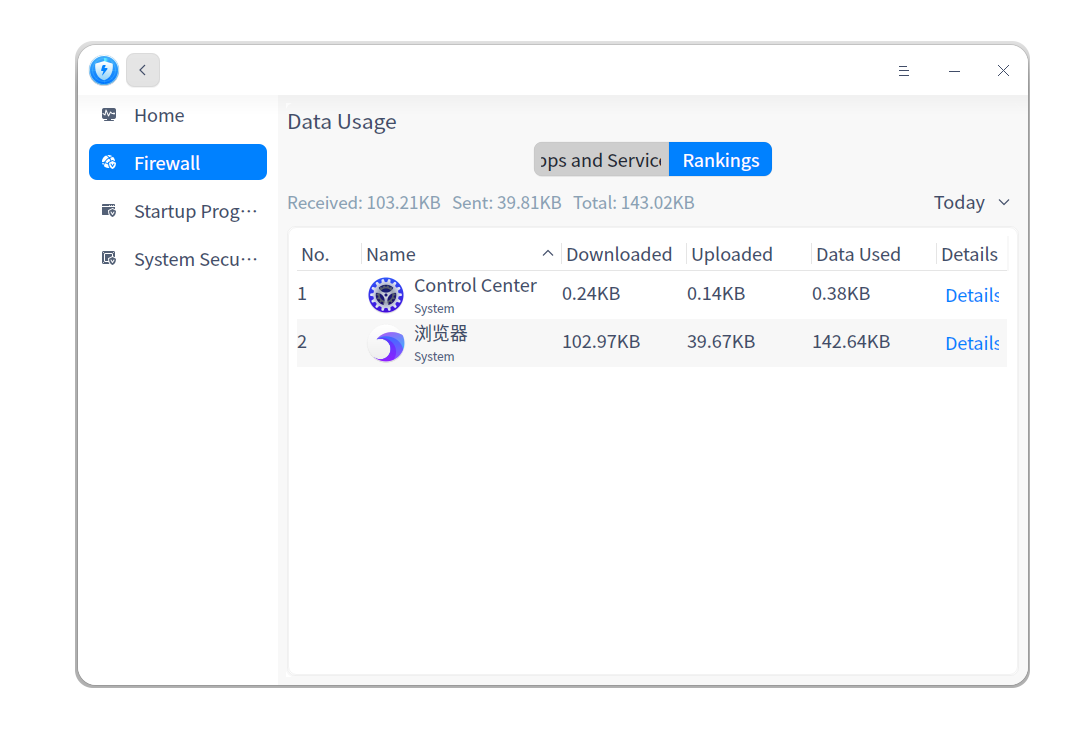 Home
Firewall
Startup Prog···
System Secu···
Data Usage
ops and Servic
Rankings
Received: 103.21KB Sent: 39.81KB Total: 143.02KB
Today
No. Name Downloaded Uploaded Data Used Details
1 Control Center 0.24KB 0.14KB 0.38KB Details
System
2 浏览器 102.97KB 39.67KB 142.64KB Details
System